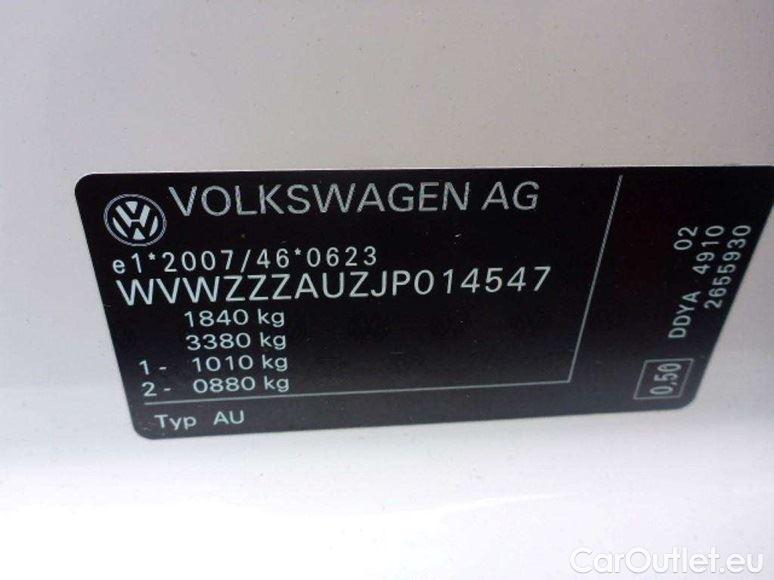 VOLKSWAGEN AG
e1*2007/46*0623
WVWZZZAUZJP014547
1840 kg
3380 kg
1- 1010 kg
2- 0880 kg
Typ AU
02
DDYA 4910
2655930
0,50
CarOutlet.eu